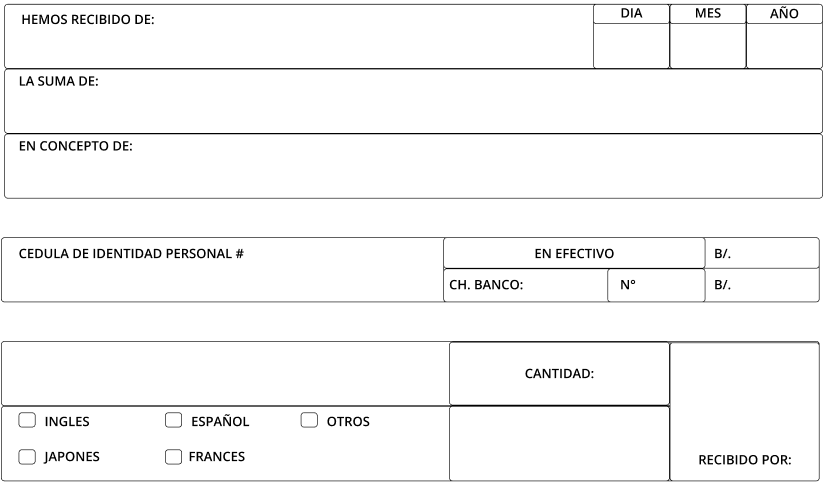 HEMOS RECIBIDO DE: DIA MES AÑO
LA SUMA DE:
EN CONCEPTO DE:
CEDULA DE IDENTIDAD PERSONAL # EN EFECTIVO B/.
CH. BANCO: N° B/.
CANTIDAD:
INGLES ESPAÑOL OTROS
JAPONES FRANCES RECIBIDO POR: